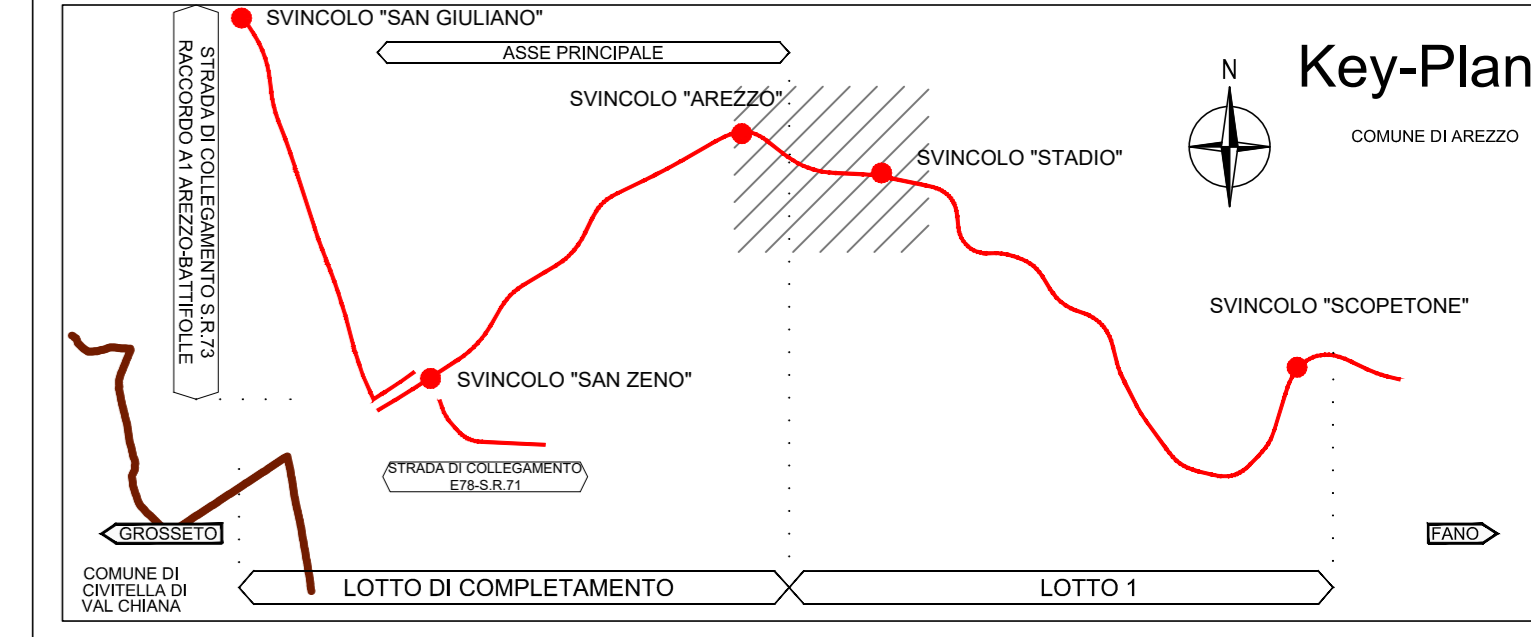 SVINCOLO "SAN GIULIANO"
ASSE PRINCIPALE
Key-Plan
N
STRADA DI COLLEGAMENTO S.R.73
RACCORDO A1 AREZZO-BATTIFOLLE
SVINCOLO "AREZZO"
COMUNE DI AREZZO
SVINCOLO "STADIO"
SVINCOLO "SCOPETONE"
SVINCOLO "SAN ZENO"
STRADA DI COLLEGAMENTO
E78-S.R.71
GROSSETO
FANO
COMUNE DI
CIVITELLA DI
VAL CHIANA
LOTTO DI COMPLETAMENTO
LOTTO 1